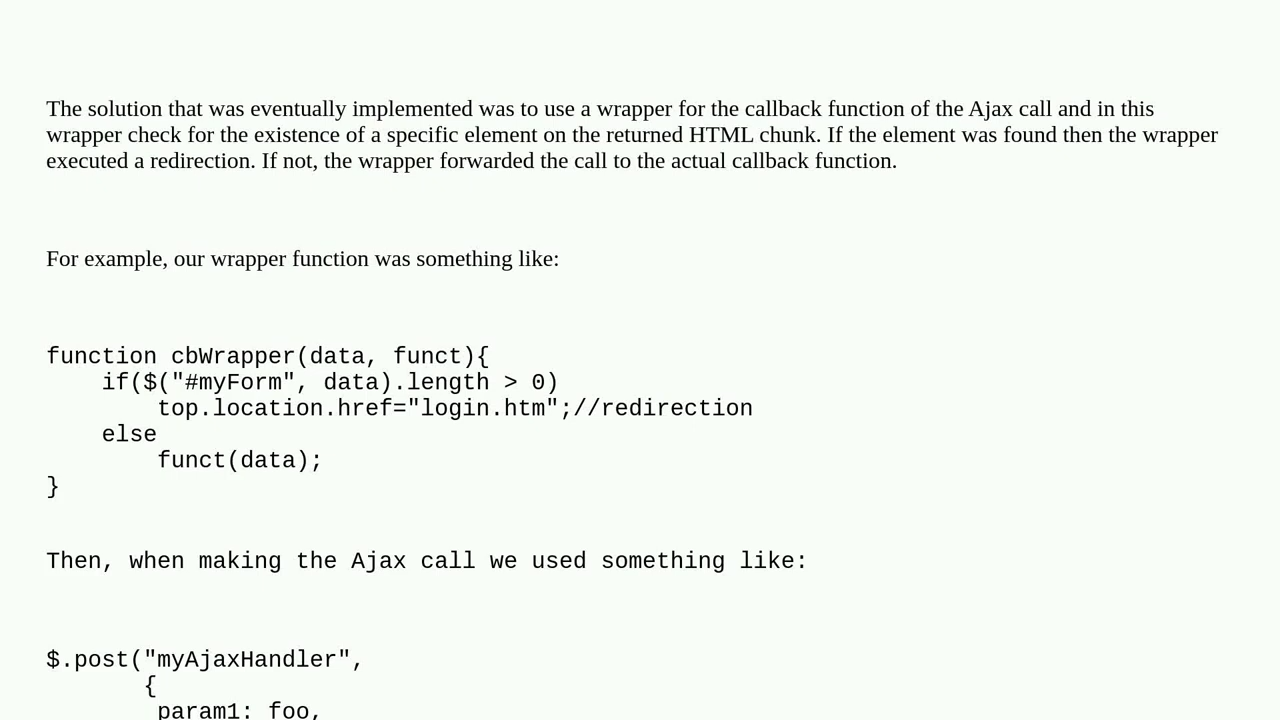 The solution that was eventually implemented was to use a wrapper for the callback function of the Ajax call and in this
wrapper check for the existence of a specific element on the returned HTML chunk. If the element was found then the wrapper
executed a redirection. If not, the wrapper forwarded the call to the actual callback function.
For example, our wrapper function was something like:
function cbWrapper(data, funct){
    if($("#myForm", data).length > 0)
        top.location.href="login.htm";//redirection
    else
        funct(data);
}
Then, when making the Ajax call we used something like:
$.post("myAjaxHandler",
       {
        param1: foo,